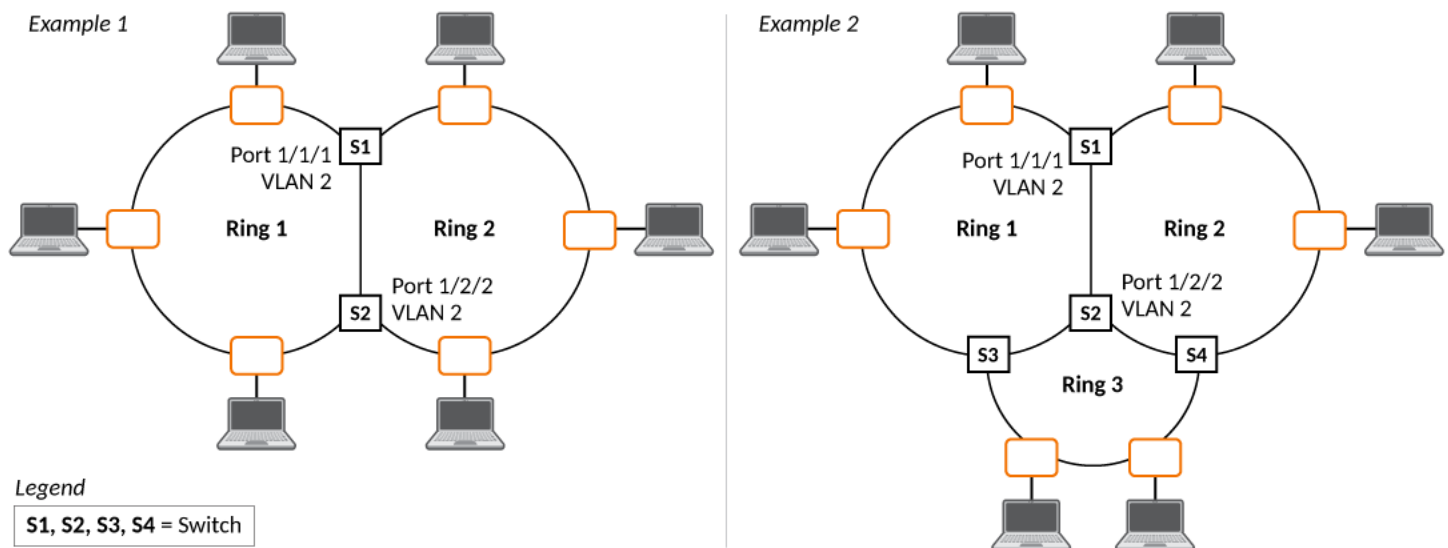 Example 1
S1
Port 1/1/1
VLAN 2
Ring 1
Ring 2
Port 1/2/2
VLAN 2
S2
Legend
S1, S2, S3, S4 = Switch
Example 2
S1
Port 1/1/1
VLAN 2
Ring 1
Ring 2
Port 1/2/2
VLAN 2
S2
S3
S4
Ring 3